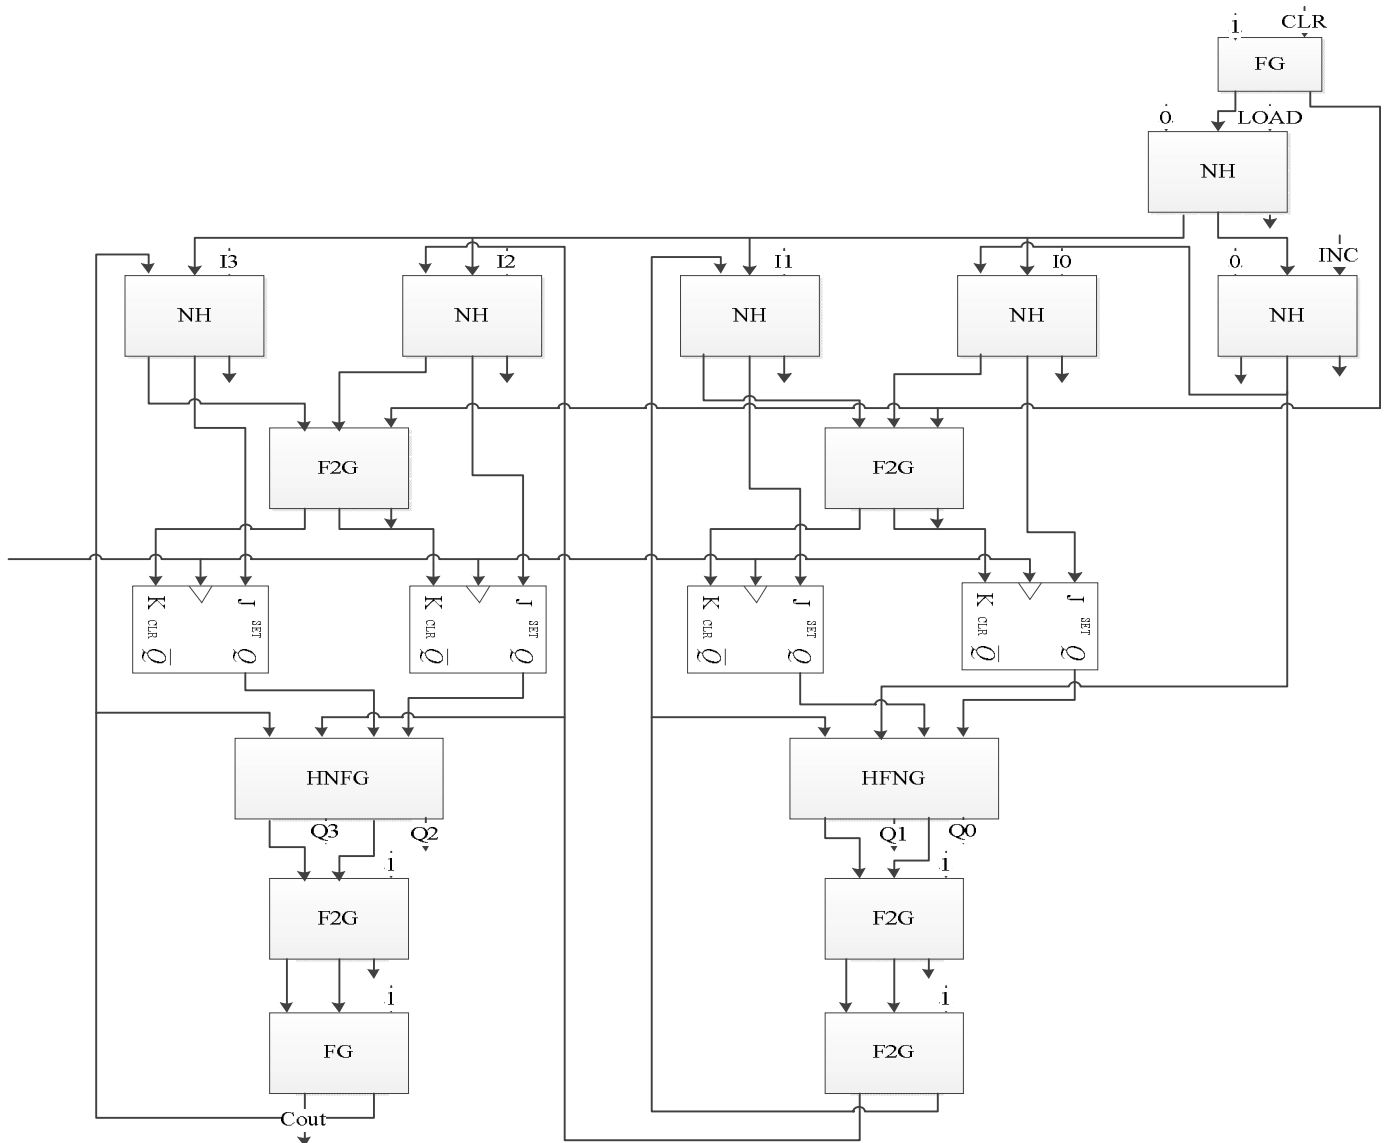 i CLR
FG
0 LOAD
NH
I3 I2 I1 I0 0 INC
NH NH NH NH NH
F2G F2G
K J K J K J K J
CLR SET CLR SET CLR SET CLR SET
Q Q Q Q Q Q Q Q
HNFG HFNG
Q3 Q2 Q1 Q0
i i
F2G F2G
i i
FG F2G
Cout